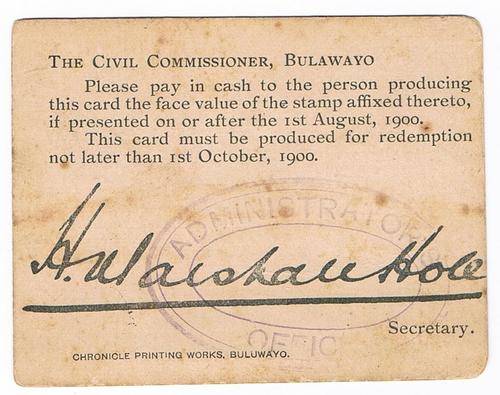 THE CIVIL COMMISSIONER, BULAWAYO
Please pay in cash to the person producing
this card the face value of the stamp affixed thereto,
if presented on or after the 1st August, 1900.
This card must be produced for redemption
not later than 1st October, 1900.
ADMINISTRATOR'S
H. Marshall Hole
OFFIC
Secretary.
CHRONICLE PRINTING WORKS, BULUWAYO.